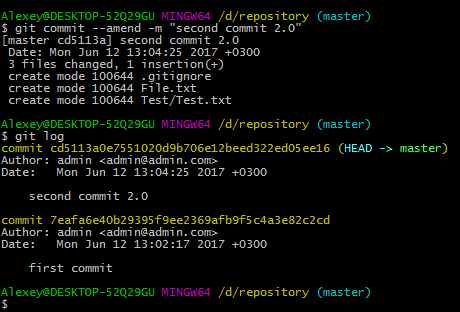 Alexey@DESKTOP-52Q29GU MINGW64 /d/repository (master)
$ git commit --amend -m "second commit 2.0"
[master cd5113a] second commit 2.0
 Date: Mon Jun 12 13:04:25 2017 +0300
 3 files changed, 1 insertion(+)
 create mode 100644 .gitignore
 create mode 100644 File.txt
 create mode 100644 Test/Test.txt

Alexey@DESKTOP-52Q29GU MINGW64 /d/repository (master)
$ git log
commit cd5113a0e7551020d9b706e12beed322ed05ee16 (HEAD -> master)
Author: admin <admin@admin.com>
Date:   Mon Jun 12 13:04:25 2017 +0300

    second commit 2.0

commit 7eafa6e40b29395f9ee2369afb9f5c4a3e82c2cd
Author: admin <admin@admin.com>
Date:   Mon Jun 12 13:02:17 2017 +0300

    first commit

Alexey@DESKTOP-52Q29GU MINGW64 /d/repository (master)
$